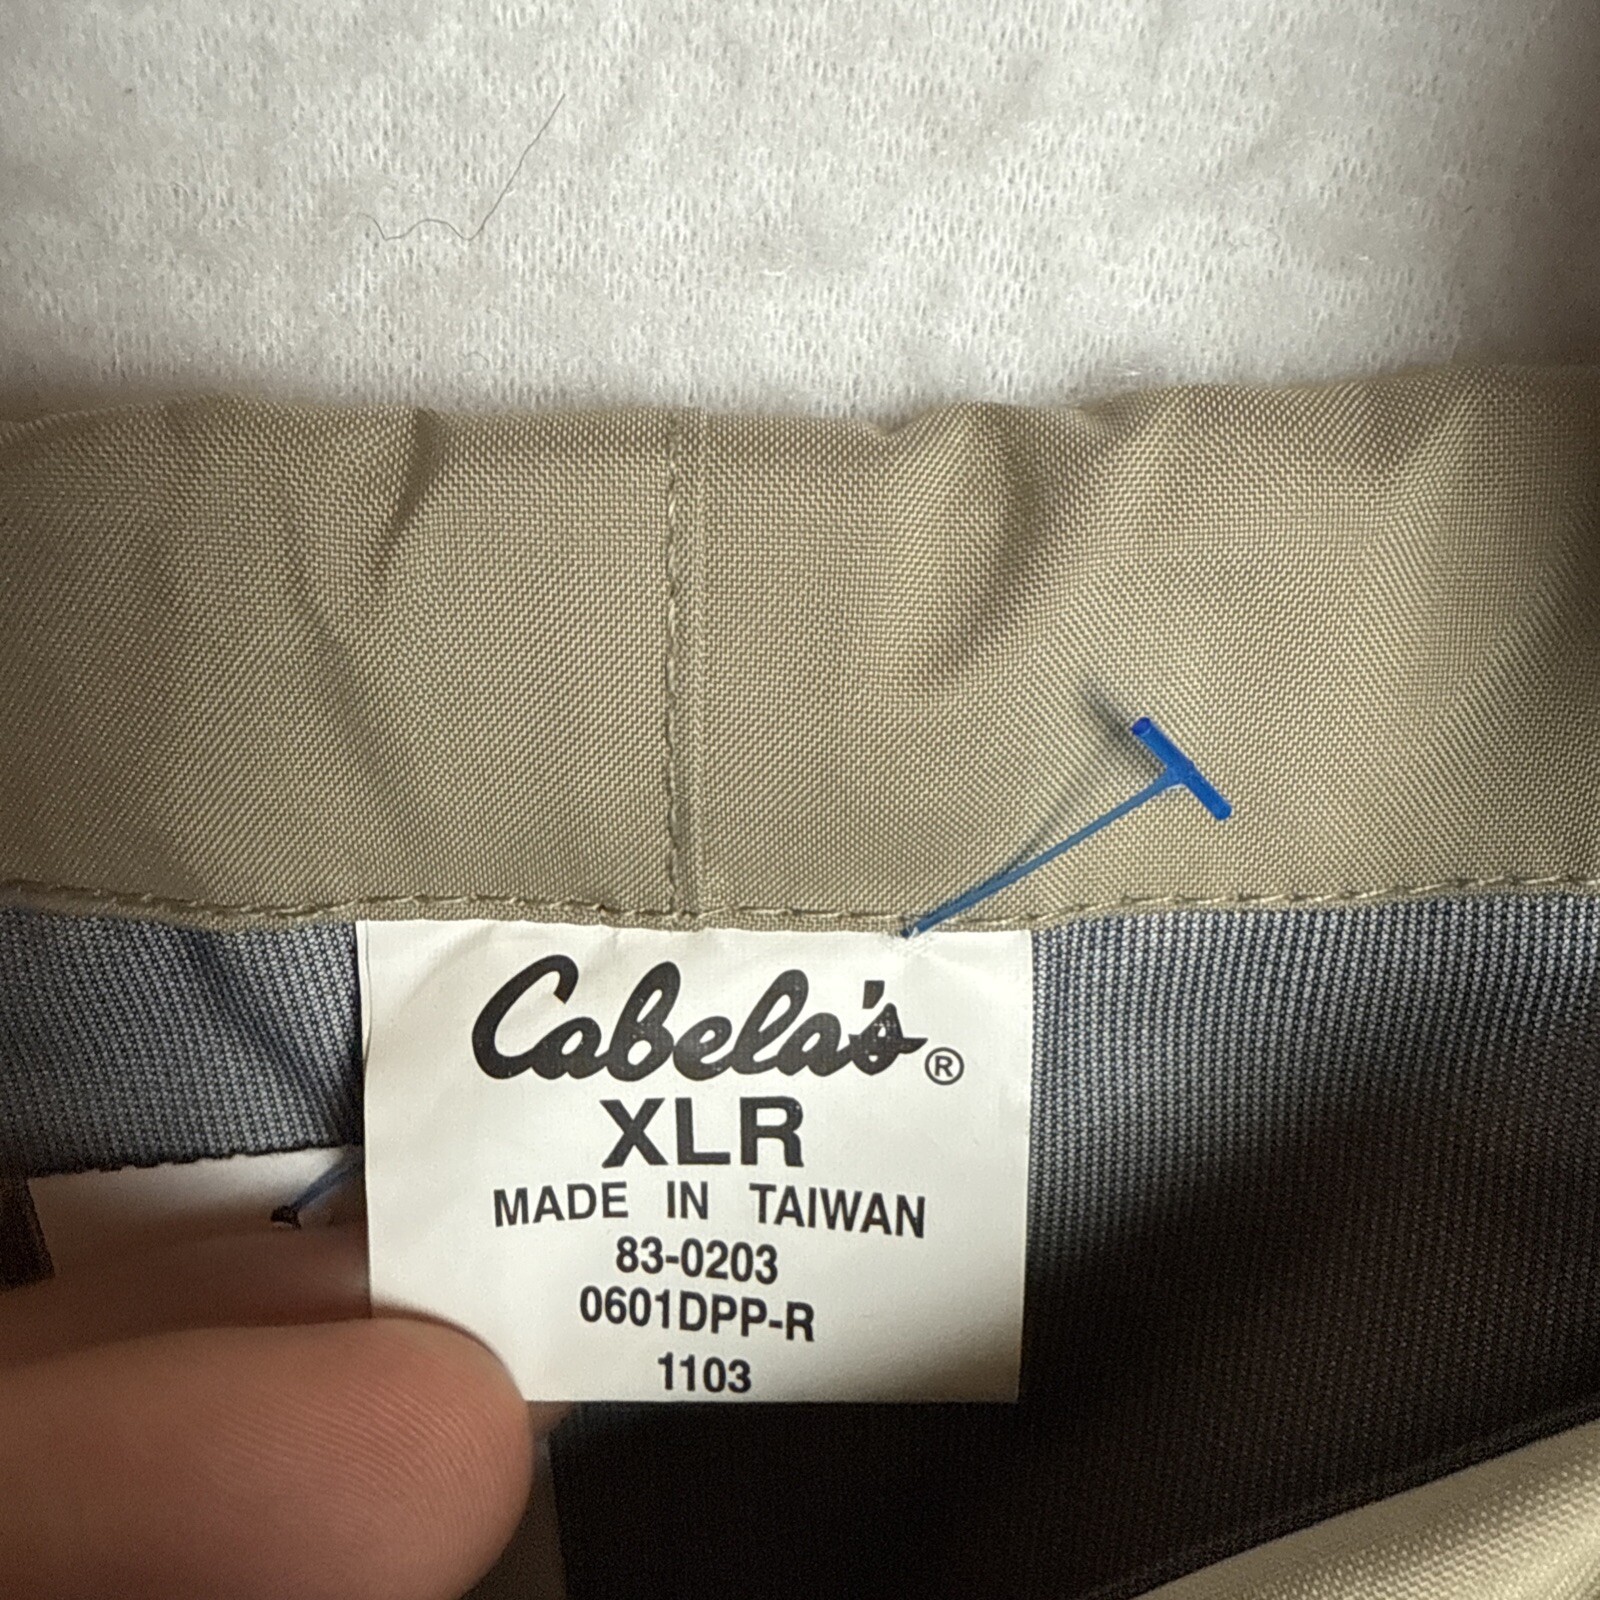 Cabela's®
XLR
MADE IN TAIWAN
83-0203
0601DPP-R
1103